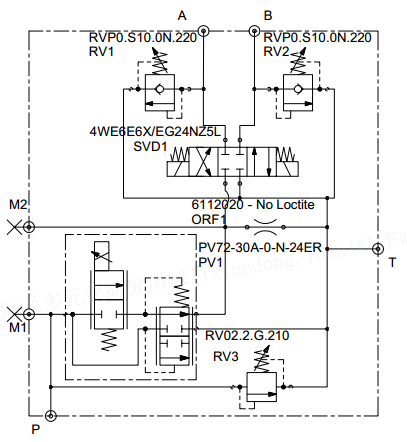 A
B
RVP0.S10.0N.220
RV1
RVP0.S10.0N.220
RV2
4WE6E6X/EG24NZ5L
SVD1
M2
6112020 - No Loctite
ORF1
PV72-30A-0-N-24ER
PV1
T
M1
RV02.2.G.210
RV3
P